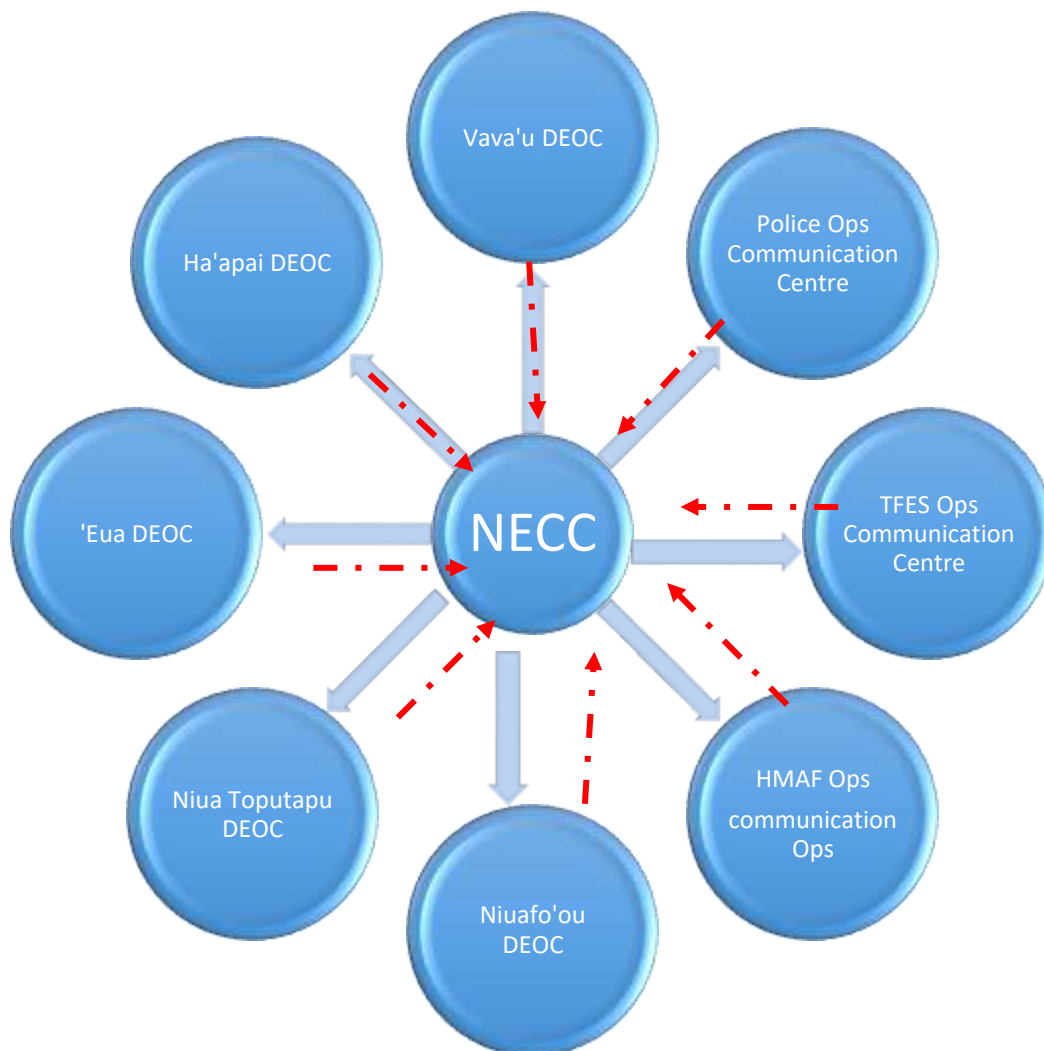 Vava'u DEOC
Police Ops
Communication
Centre
Ha'apai DEOC
'Eua DEOC
NECC
TFES Ops
Communication
Centre
Niua Toputapu
DEOC
HMAF Ops
communication
Ops
Niuafo'ou
DEOC